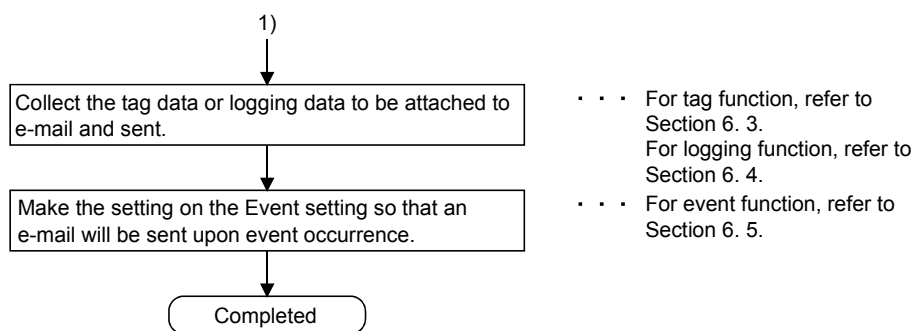 1)
Collect the tag data or logging data to be attached to
e-mail and sent.
· · · For tag function, refer to
Section 6. 3.
For logging function, refer to
Section 6. 4.
Make the setting on the Event setting so that an
e-mail will be sent upon event occurrence.
· · · For event function, refer to
Section 6. 5.
Completed